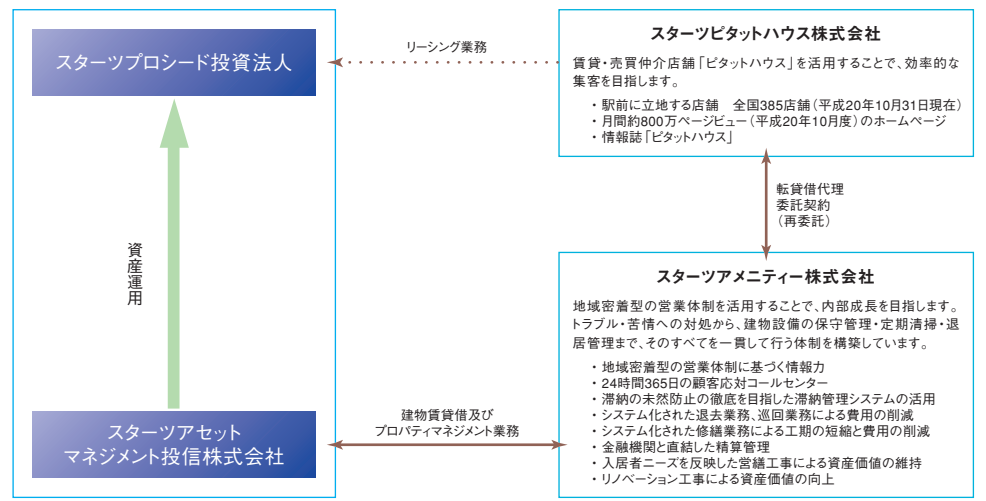 スターツプロシード投資法人
資産運用
スターツアセット
マネジメント投信株式会社
リーシング業務
建物賃貸借及び
プロパティマネジメント業務
スターツピタットハウス株式会社
賃貸・売買仲介店舗「ピタットハウス」を活用することで、効率的な
集客を目指します。
・駅前に立地する店舗　全国385店舗（平成20年10月31日現在）
・月間約800万ページビュー（平成20年10月度）のホームページ
・情報誌「ピタットハウス」
転貸借代理
委託契約
（再委託）
スターツアメニティー株式会社
地域密着型の営業体制を活用することで、内部成長を目指します。
トラブル・苦情への対処から、建物設備の保守管理・定期清掃・退
居管理まで、そのすべてを一貫して行う体制を構築しています。
・地域密着型の営業体制に基づく情報力
・24時間365日の顧客応対コールセンター
・滞納の未然防止の徹底を目指した滞納管理システムの活用
・システム化された退去業務、巡回業務による費用の削減
・システム化された修繕業務による工期の短縮と費用の削減
・金融機関と直結した精算管理
・入居者ニーズを反映した営繕工事による資産価値の維持
・リノベーション工事による資産価値の向上